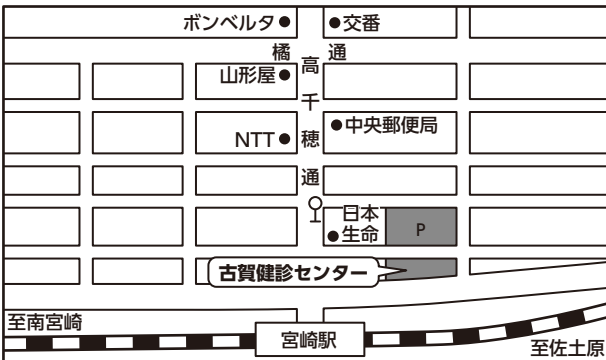 ボンベルタ
交番
橘通
山形屋
高千穂通
NTT
中央郵便局
日本
生命
P
古賀健診センター
至南宮崎
宮崎駅
至佐土原